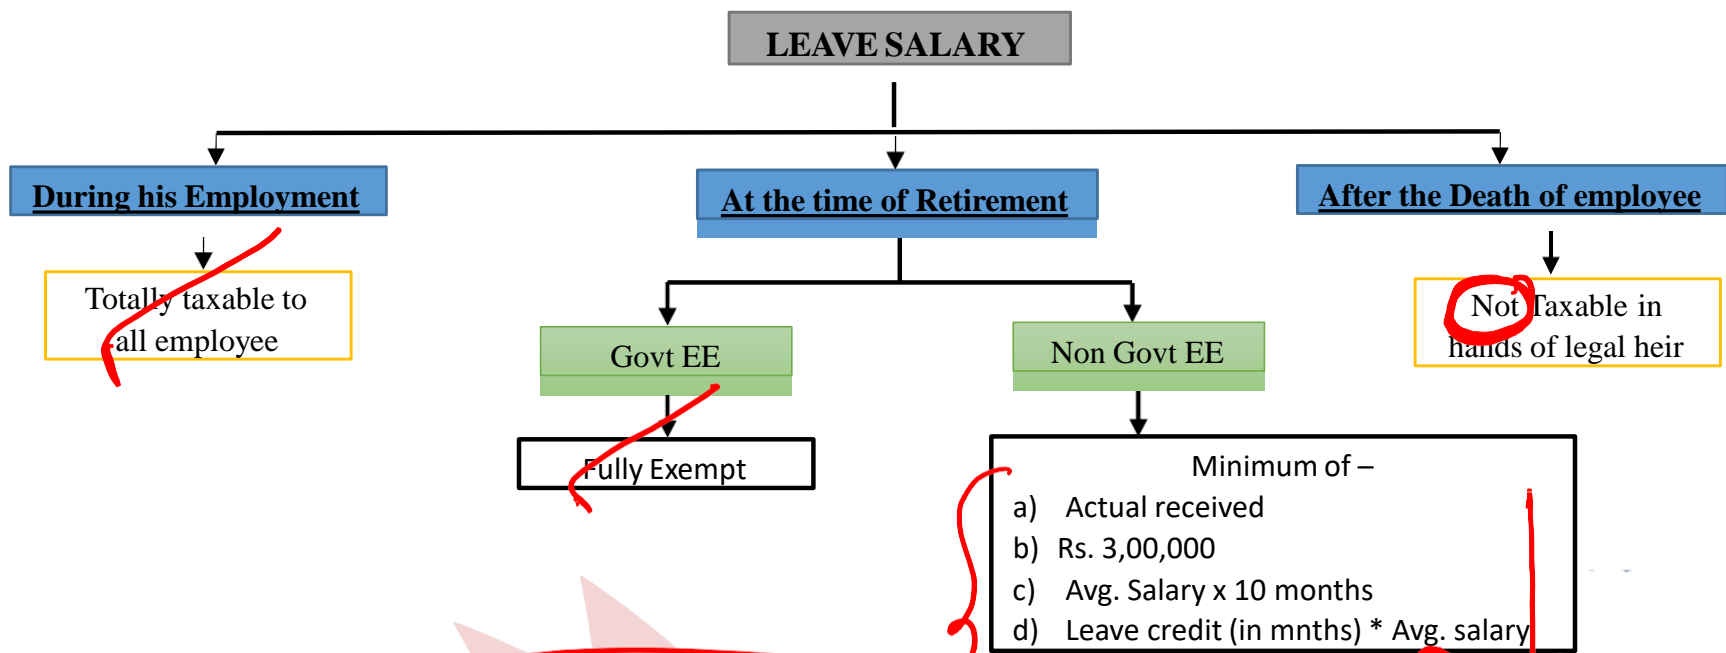 LEAVE SALARY
During his Employment
At the time of Retirement
After the Death of employee
Totally taxable to
all employee
Not Taxable in
hands of legal heir
Govt EE
Non Govt EE
Fully Exempt
Minimum of –
a) Actual received
b) Rs. 3,00,000
c) Avg. Salary x 10 months
d) Leave credit (in mnths) * Avg. salary